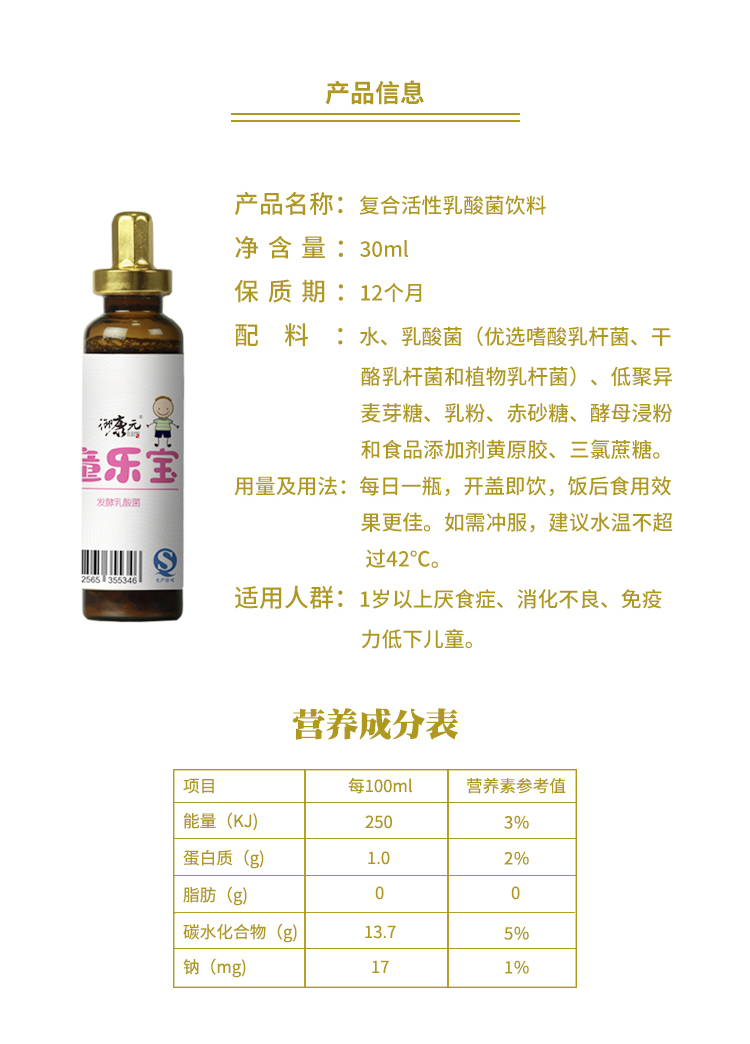 产品信息
产品名称：复合活性乳酸菌饮料
净含量：30ml
保质期：12个月
配料：水、乳酸菌（优选嗜酸乳杆菌、干
酪乳杆菌和植物乳杆菌）、低聚异
麦芽糖、乳粉、赤砂糖、酵母浸粉
和食品添加剂黄原胶、三氯蔗糖。
用量及用法：每日一瓶，开盖即饮，饭后食用效
果更佳。如需冲服，建议水温不超
过42℃。
适用人群：1岁以上厌食症、消化不良、免疫
力低下儿童。
御康元
童乐宝
发酵乳酸菌
2565 355346
营养成分表
项目 每100ml 营养素参考值
能量（KJ) 250 3%
蛋白质（g) 1.0 2%
脂肪（g) 0 0
碳水化合物（g) 13.7 5%
钠（mg) 17 1%